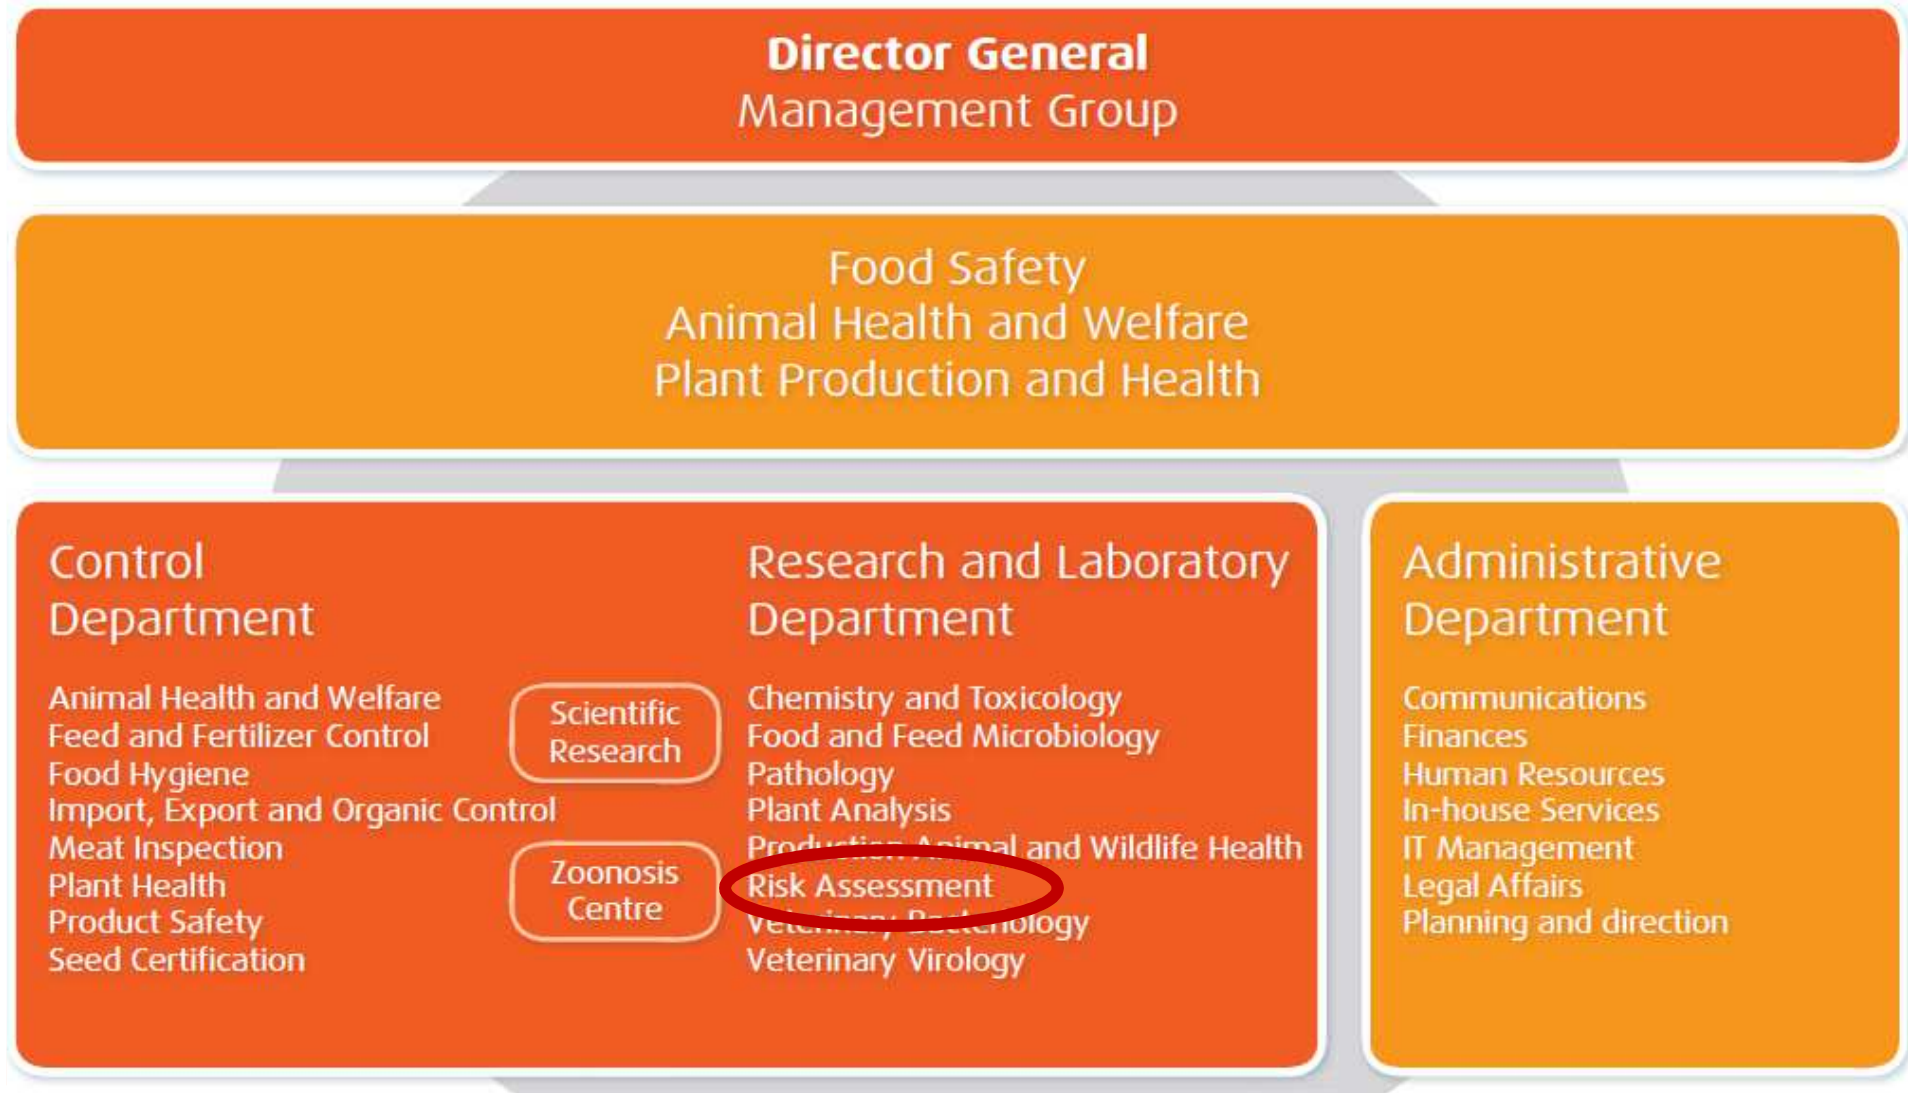 Director General
Management Group
Food Safety
Animal Health and Welfare
Plant Production and Health
Control
Department
Animal Health and Welfare
Feed and Fertilizer Control
Food Hygiene
Import, Export and Organic Control
Meat Inspection
Plant Health
Product Safety
Seed Certification
Scientific
Research
Zoonosis
Centre
Research and Laboratory
Department
Chemistry and Toxicology
Food and Feed Microbiology
Pathology
Plant Analysis
Production Animal and Wildlife Health
Risk Assessment
Veterinary Bacteriology
Veterinary Virology
Administrative
Department
Communications
Finances
Human Resources
In-house Services
IT Management
Legal Affairs
Planning and direction